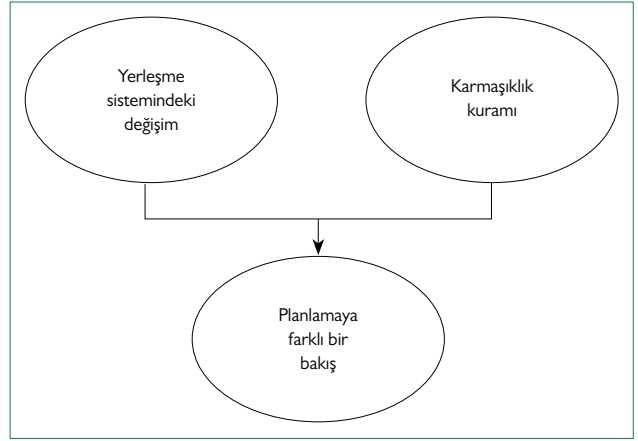 Yerleşme
sistemindeki
değişim
Karmaşıklık
kuramı
Planlamaya
farklı bir
bakış